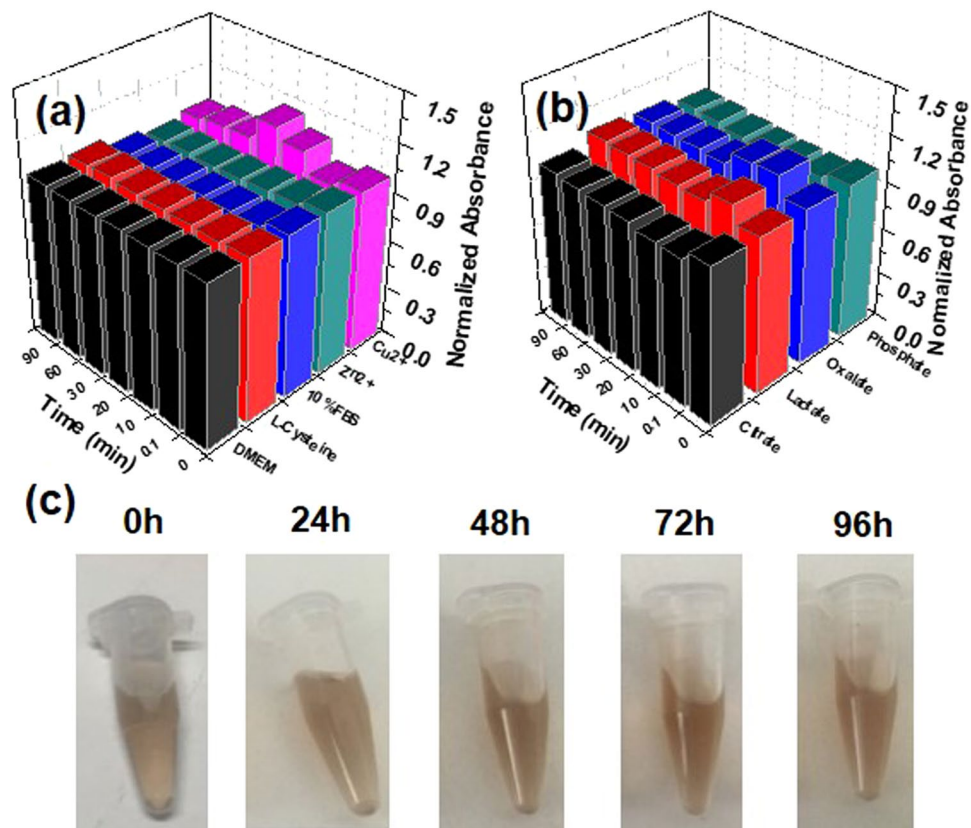 (a)
1.5
1.2
0.9
0.6
0.3
0.0
Normalized Absorbance
90
60
30
20
10
0.1
0
Time (min)
DMEM
L-Cysteine
10 %FBS
Zn2+
Cu2+
(b)
1.5
1.2
0.9
0.6
0.3
0.0
Normalized Absorbance
90
60
30
20
10
0.1
0
Time (min)
Citrate
Lactate
Oxalate
Phosphate
(c)
0h 24h 48h 72h 96h